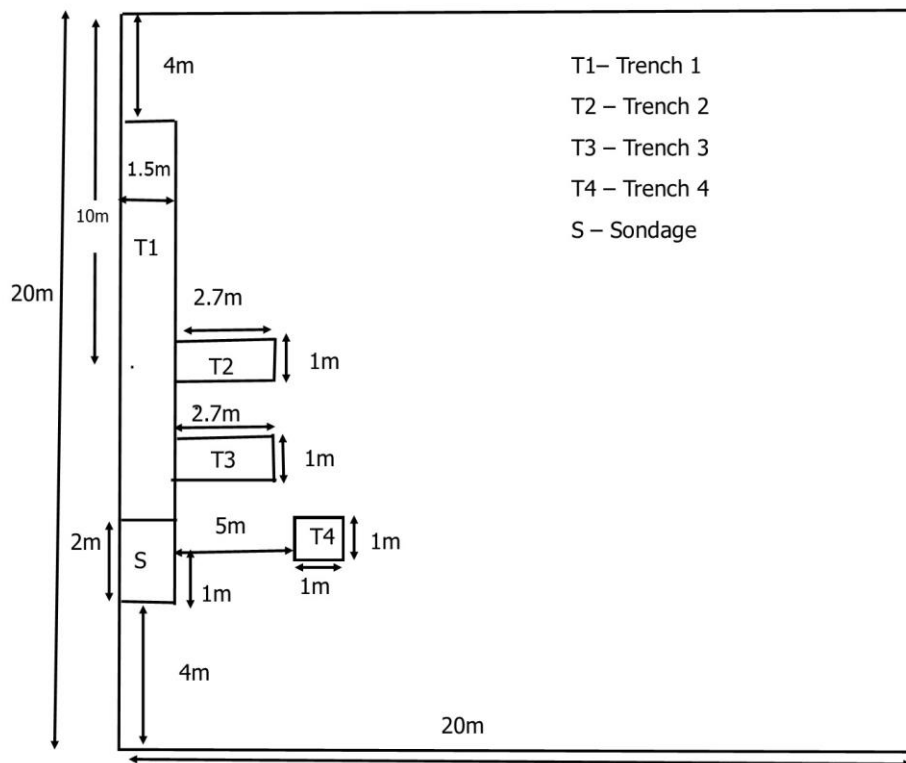 4m
T1– Trench 1
T2 – Trench 2
T3 – Trench 3
T4 – Trench 4
S – Sondage
1.5m
10m
T1
20m
2.7m
T2
1m
2.7m
T3
1m
5m
T4
1m
2m
S
1m
1m
4m
20m